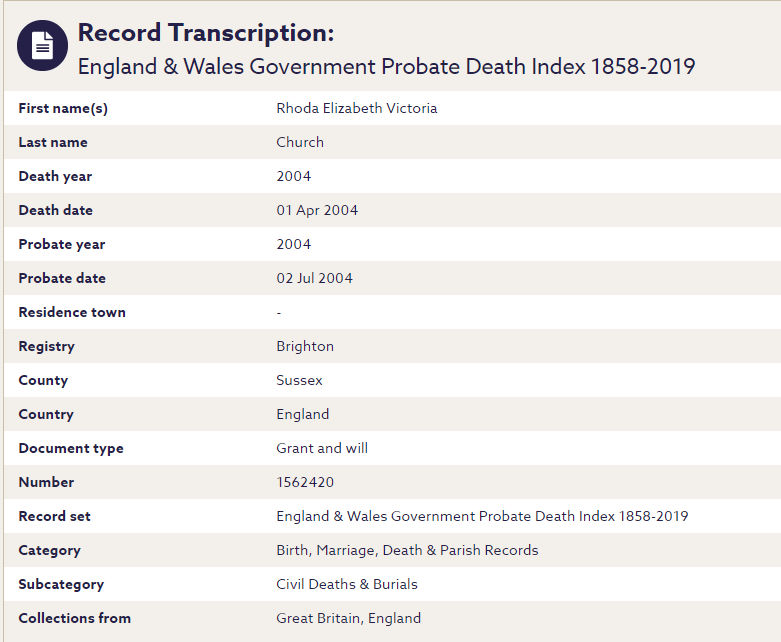 Record Transcription:
England & Wales Government Probate Death Index 1858-2019
First name(s) Rhoda Elizabeth Victoria
Last name Church
Death year 2004
Death date 01 Apr 2004
Probate year 2004
Probate date 02 Jul 2004
Residence town -
Registry Brighton
County Sussex
Country England
Document type Grant and will
Number 1562420
Record set England & Wales Government Probate Death Index 1858-2019
Category Birth, Marriage, Death & Parish Records
Subcategory Civil Deaths & Burials
Collections from Great Britain, England